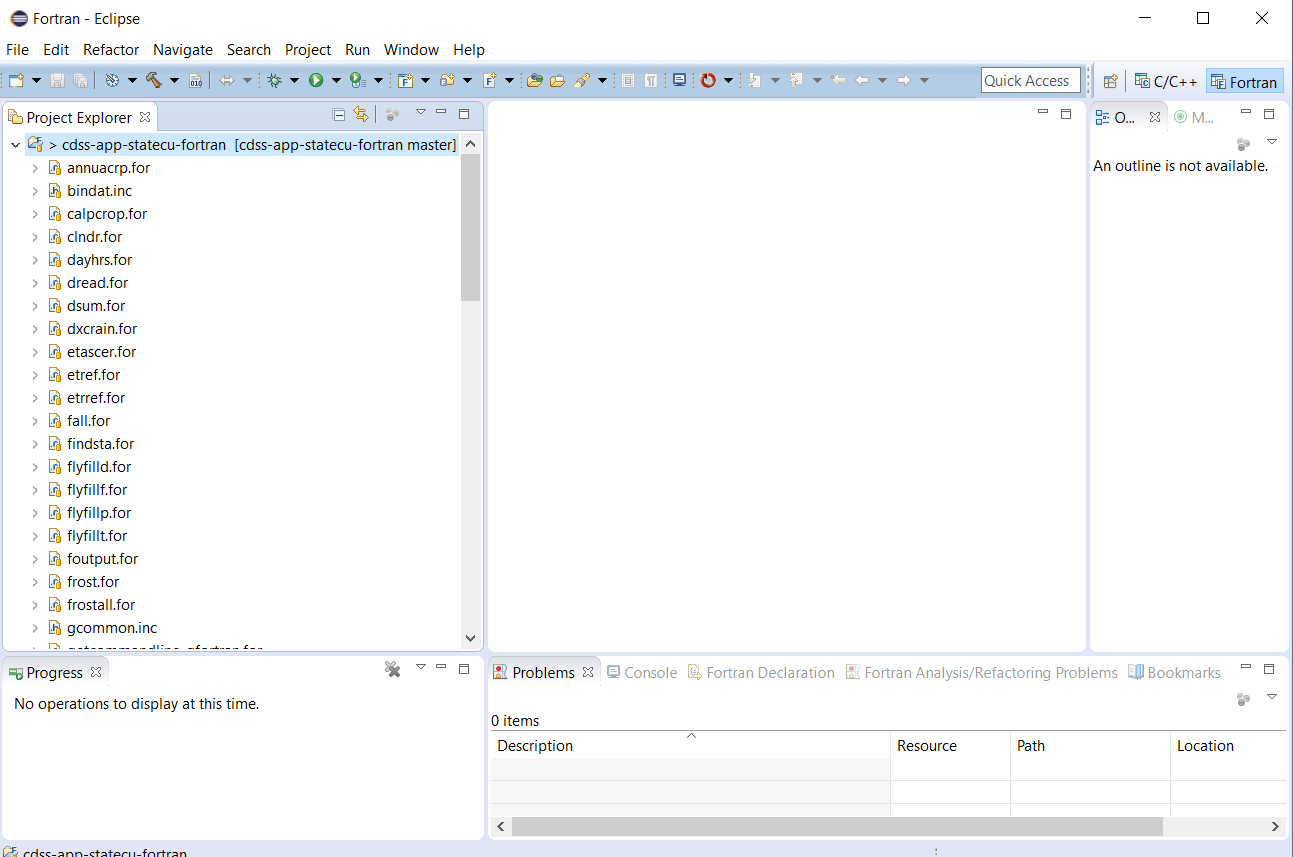 Fortran - Eclipse
File Edit Refactor Navigate Search Project Run Window Help
Quick Access
C/C++
Fortran
Project Explorer
> cdss-app-statecu-fortran [cdss-app-statecu-fortran master]
annuacrp.for
bindat.inc
calpcrop.for
clndr.for
dayhrs.for
dread.for
dsum.for
dxcrain.for
etascer.for
etref.for
etrref.for
fall.for
findsta.for
flyfilld.for
flyfillf.for
flyfillp.for
flyfillt.for
foutput.for
frost.for
frostall.for
gcommon.inc
O...
M...
An outline is not available.
Progress
No operations to display at this time.
Problems
Console
Fortran Declaration
Fortran Analysis/Refactoring Problems
Bookmarks
0 items
Description Resource Path Location
cdss-app-statecu-fortran